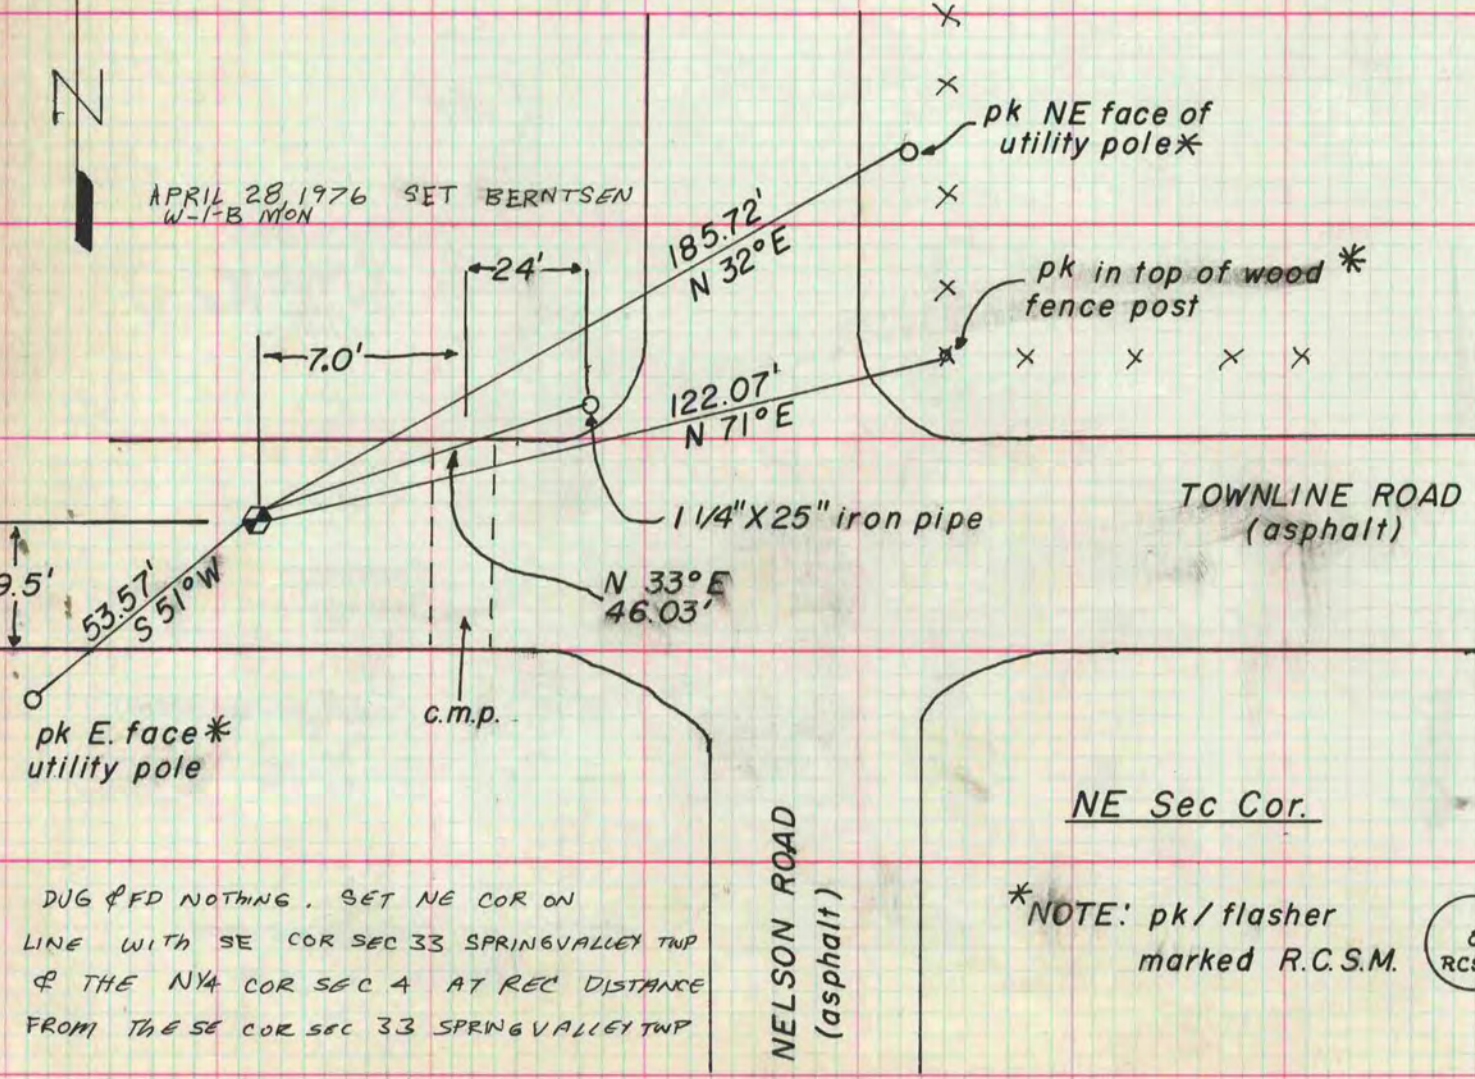 N
APRIL 28, 1976 SET BERNTSEN
W-1-B MON
pk NE face of
utility pole*
185.72'
N 32°E
24'
pk in top of wood *
fence post
7.0'
122.07'
N 71°E
1 1/4"X25" iron pipe
TOWNLINE ROAD
(asphalt)
9.5'
53.57'
S 51°W
N 33°E
46.03'
c.m.p.
pk E. face*
utility pole
NE Sec Cor.
NELSON ROAD
(asphalt)
DUG & FD NOTHING. SET NE COR ON
LINE WITH SE COR SEC 33 SPRINGVALLEY TWP
& THE N1/4 COR SEC 4 AT REC DISTANCE
FROM THE SE COR SEC 33 SPRINGVALLEY TWP
*NOTE: pk/flasher
marked R.C.S.M.